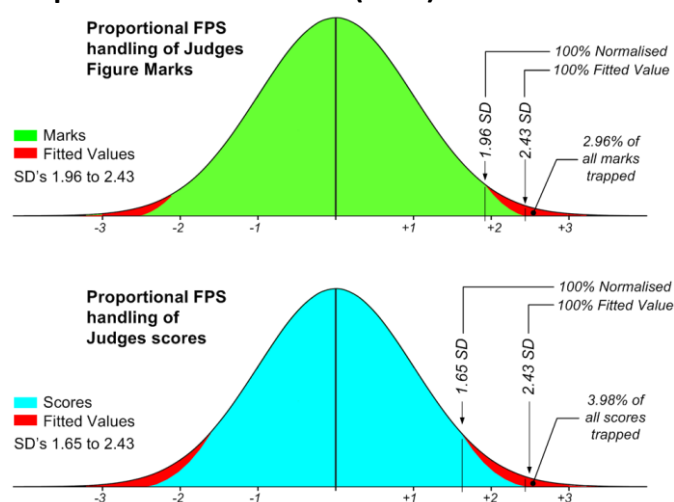 Proportional FPS
handling of Judges
Figure Marks
100% Normalised
100% Fitted Value
1.96 SD
2.43 SD
2.96% of
all marks
trapped
Marks
Fitted Values
SD's 1.96 to 2.43
-3 -2 -1 +1 +2 +3
Proportional FPS
handling of
Judges scores
100% Normalised
100% Fitted Value
1.65 SD
2.43 SD
3.98% of
all scores
trapped
Scores
Fitted Values
SD's 1.65 to 2.43
-3 -2 -1 +1 +2 +3